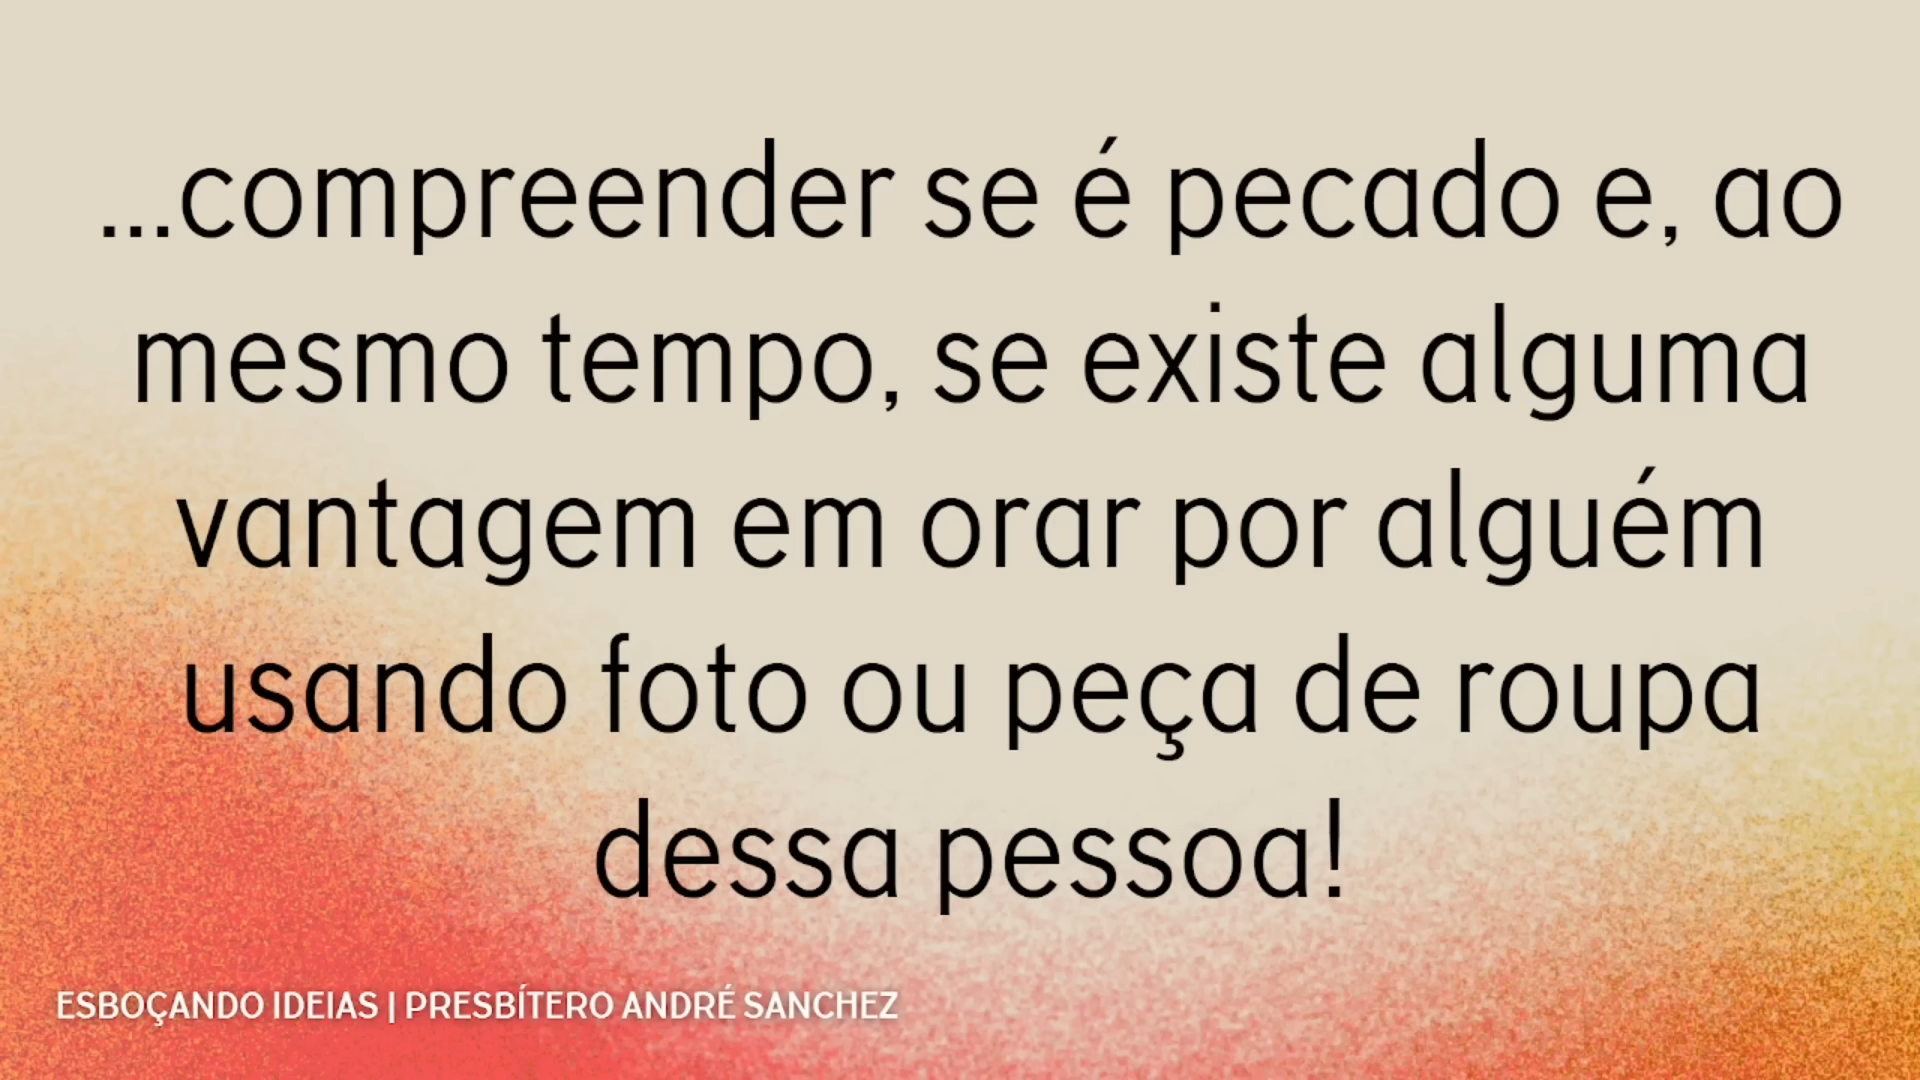 ...compreender se é pecado e, ao
mesmo tempo, se existe alguma
vantagem em orar por alguém
usando foto ou peça de roupa
dessa pessoa!
ESBOÇANDO IDEIAS | PRESBÍTERO ANDRÉ SANCHEZ